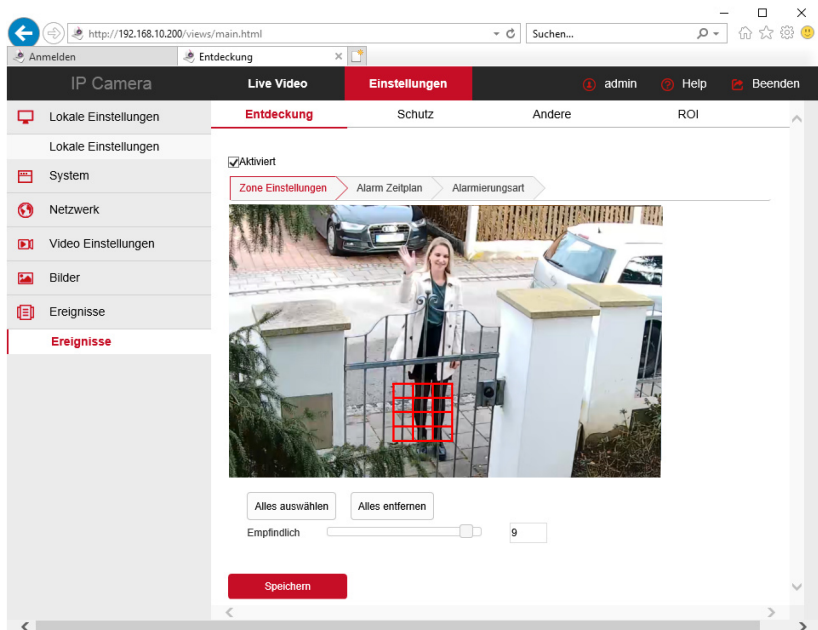 http://192.168.10.200/views/main.html
Suchen...
Anmelden
Entdeckung
IP Camera
Live Video
Einstellungen
admin
Help
Beenden
Lokale Einstellungen
Lokale Einstellungen
System
Netzwerk
Video Einstellungen
Bilder
Ereignisse
Ereignisse
Entdeckung
Schutz
Andere
ROI
Aktiviert
Zone Einstellungen
Alarm Zeitplan
Alarmierungsart
Alles auswählen
Alles entfernen
Empfindlich
9
Speichern